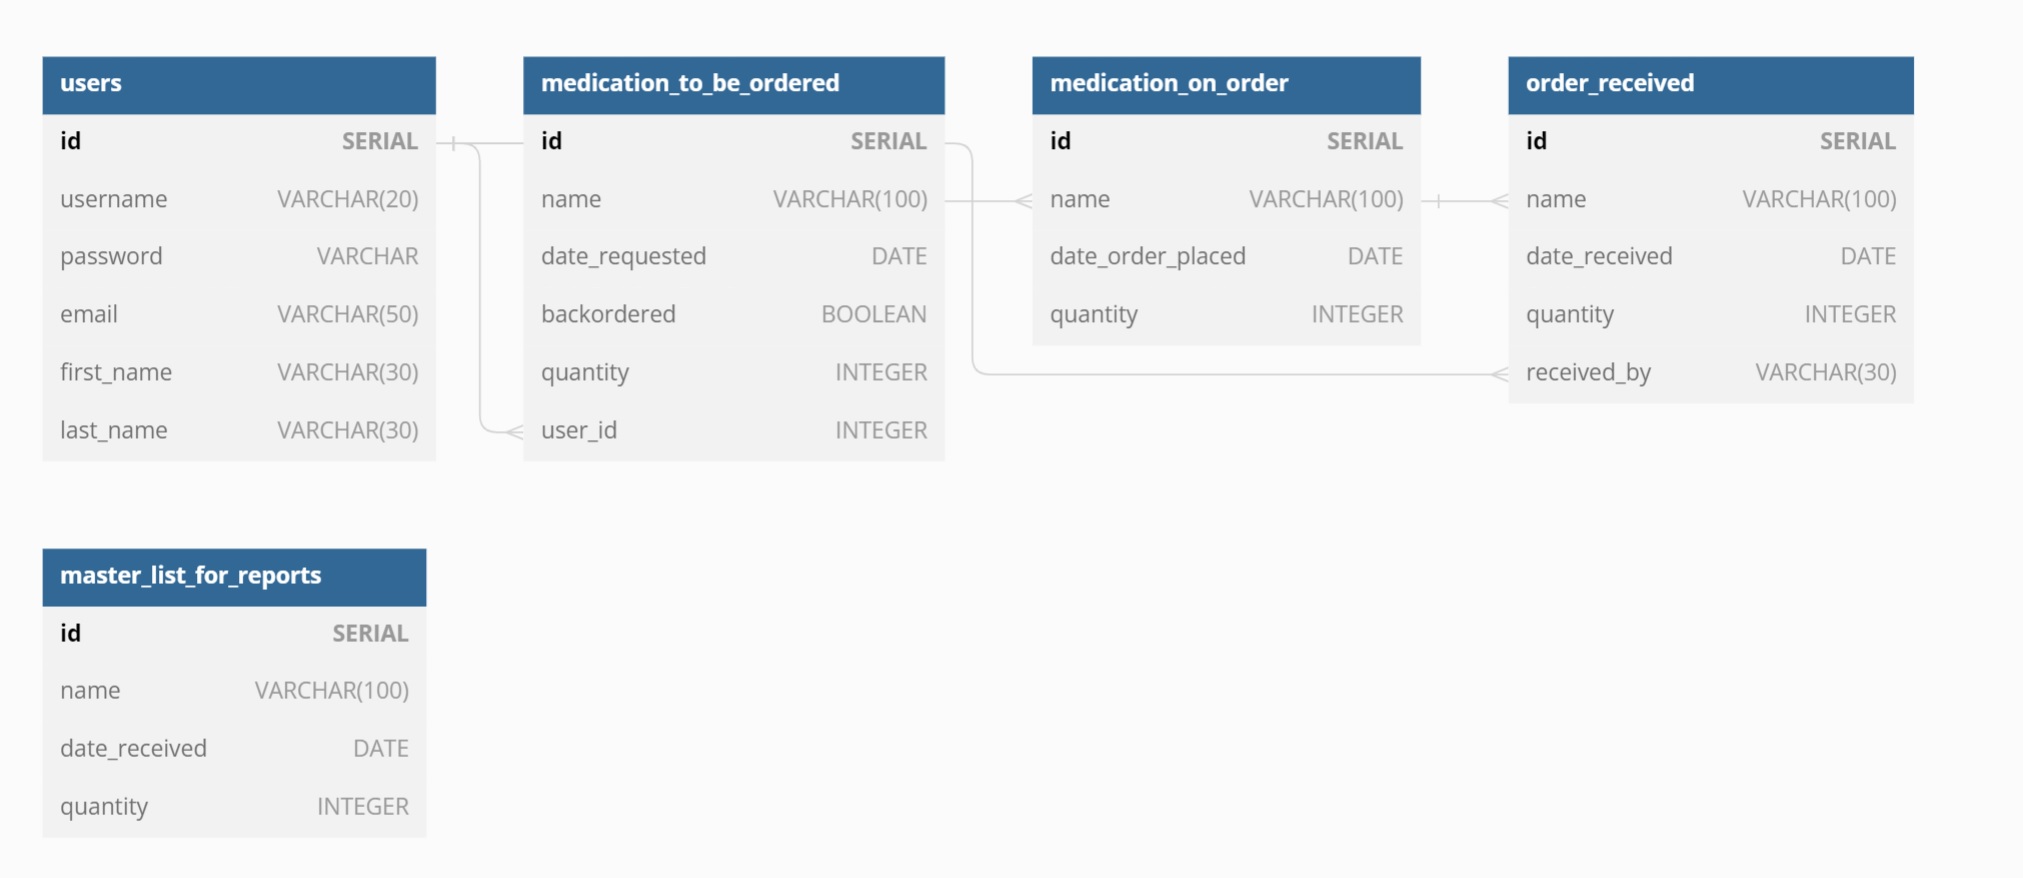 users
id SERIAL
username VARCHAR(20)
password VARCHAR
email VARCHAR(50)
first_name VARCHAR(30)
last_name VARCHAR(30)
medication_to_be_ordered
id SERIAL
name VARCHAR(100)
date_requested DATE
backordered BOOLEAN
quantity INTEGER
user_id INTEGER
medication_on_order
id SERIAL
name VARCHAR(100)
date_order_placed DATE
quantity INTEGER
order_received
id SERIAL
name VARCHAR(100)
date_received DATE
quantity INTEGER
received_by VARCHAR(30)
master_list_for_reports
id SERIAL
name VARCHAR(100)
date_received DATE
quantity INTEGER